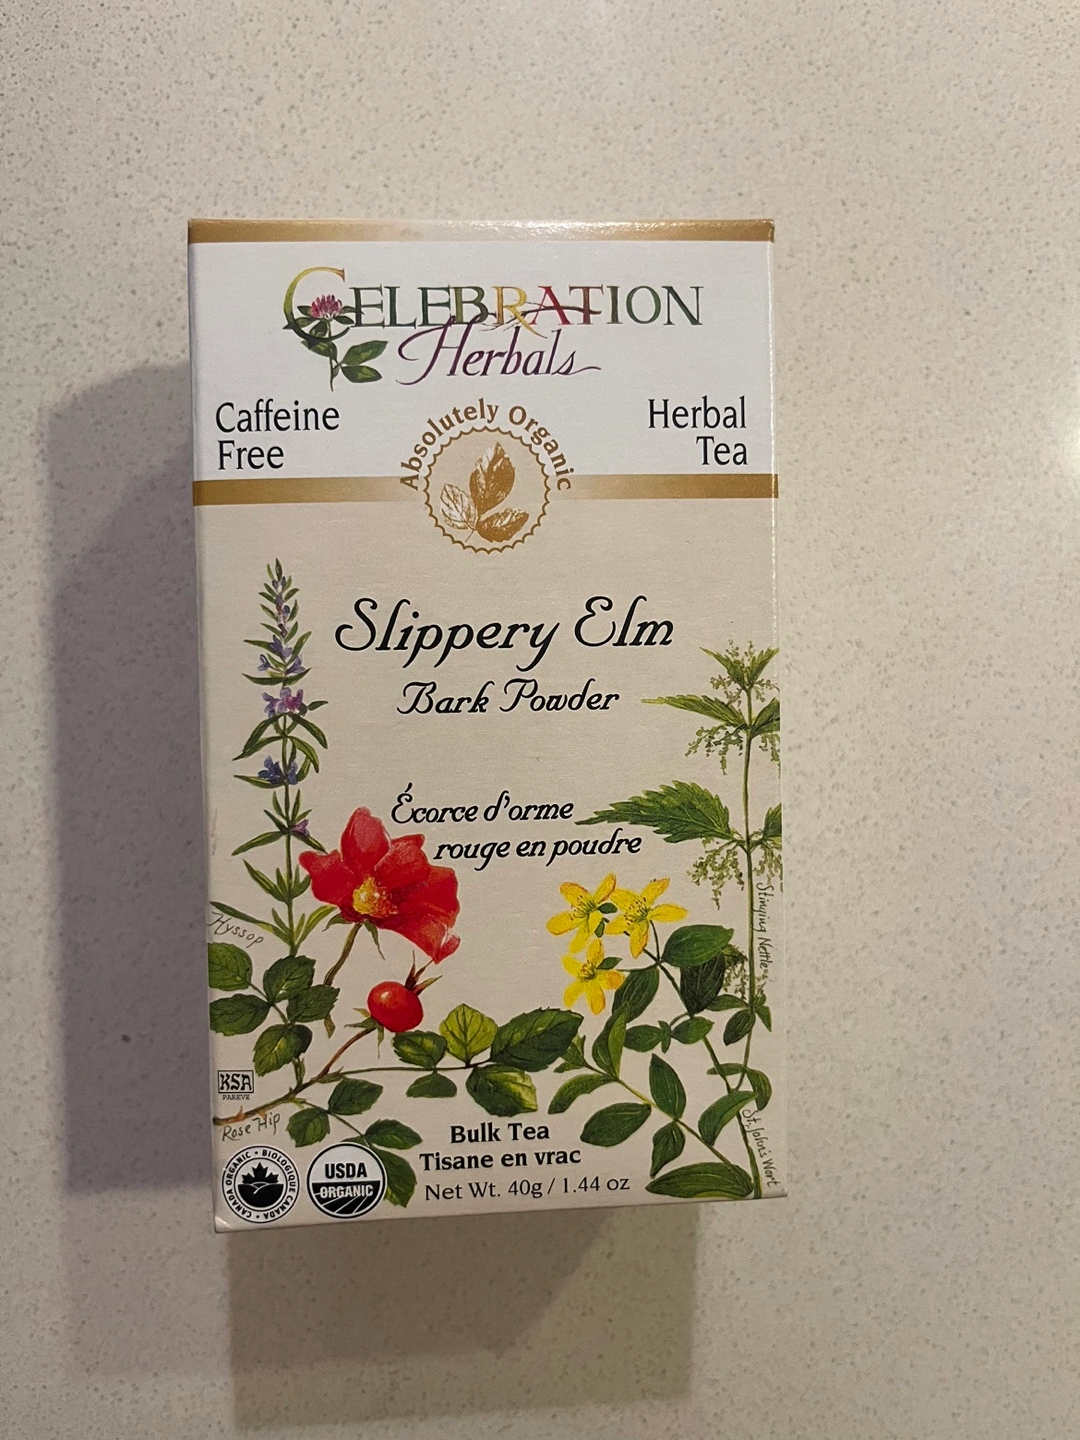 CELEBRATION
Herbals
Caffeine
Free
Absolutely Organic
Herbal
Tea
Slippery Elm
Bark Powder
Écorce d'orme
rouge en poudre
Hyssop
Stinging Nettle
KSA
PAREVE
Rose Hip
St. John's Wort
CANADA ORGANIC • BIOLOGIQUE CANADA •
USDA
ORGANIC
Bulk Tea
Tisane en vrac
Net Wt. 40g / 1.44 oz